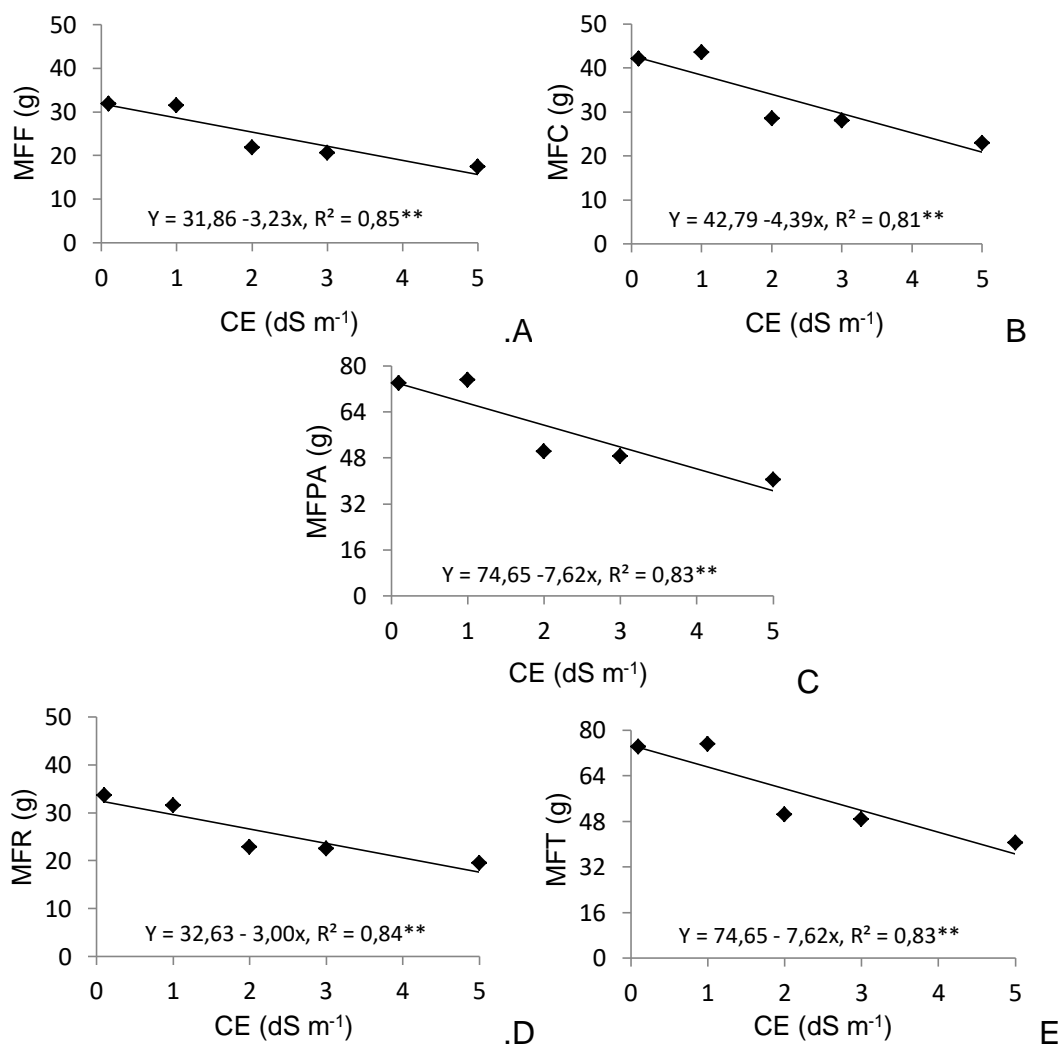 50
40
30
20
10
0
MFF (g)
Y = 31,86 -3,23x, R² = 0,85**
0 1 2 3 4 5
CE (dS m⁻¹)
.A
50
40
30
20
10
0
MFC (g)
Y = 42,79 -4,39x, R² = 0,81**
0 1 2 3 4 5
CE (dS m⁻¹)
B
80
64
48
32
16
0
MFPA (g)
Y = 74,65 -7,62x, R² = 0,83**
0 1 2 3 4 5
CE (dS m⁻¹)
C
50
40
30
20
10
0
MFR (g)
Y = 32,63 - 3,00x, R² = 0,84**
0 1 2 3 4 5
CE (dS m⁻¹)
.D
80
64
48
32
16
0
MFT (g)
Y = 74,65 - 7,62x, R² = 0,83**
0 1 2 3 4 5
CE (dS m⁻¹)
E